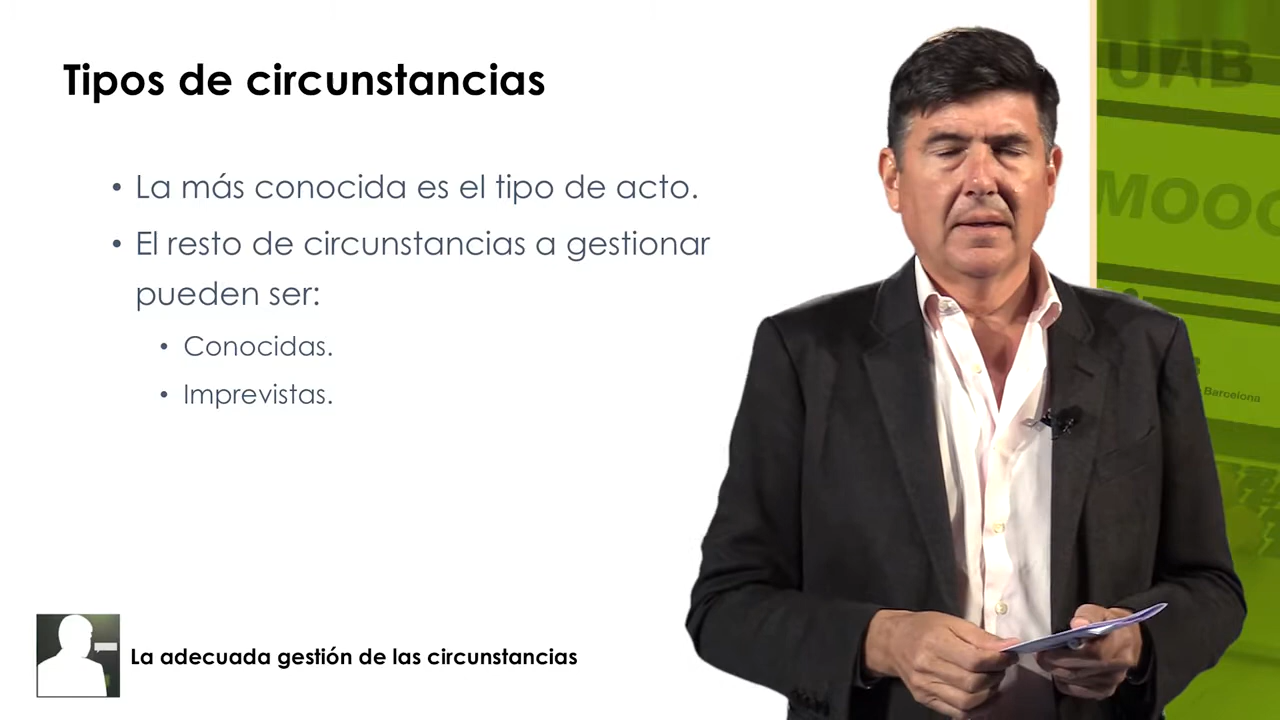 Tipos de circunstancias
• La más conocida es el tipo de acto.
• El resto de circunstancias a gestionar
pueden ser:
• Conocidas.
• Imprevistas.
La adecuada gestión de las circunstancias
UAB
MOOC
Barcelona